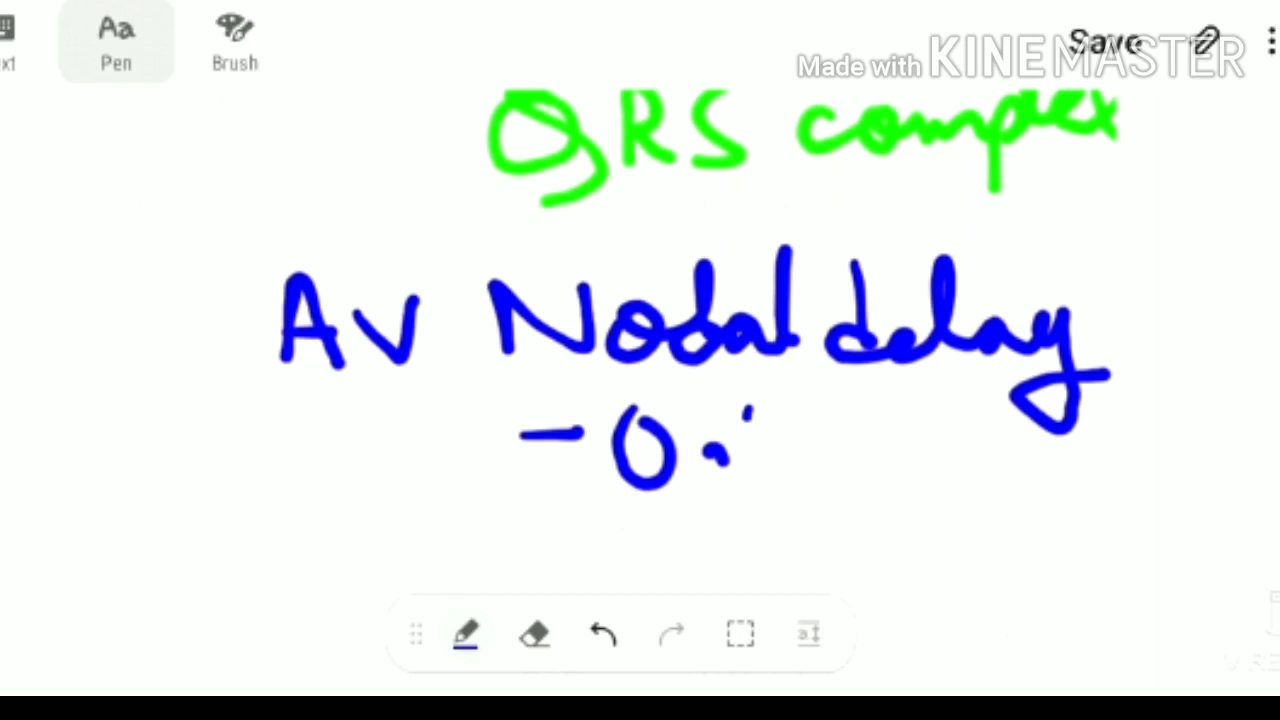 Aa
Pen
Brush
Save
Made with KINEMASTER
QRS complex
AV Nodal delay
- 0.